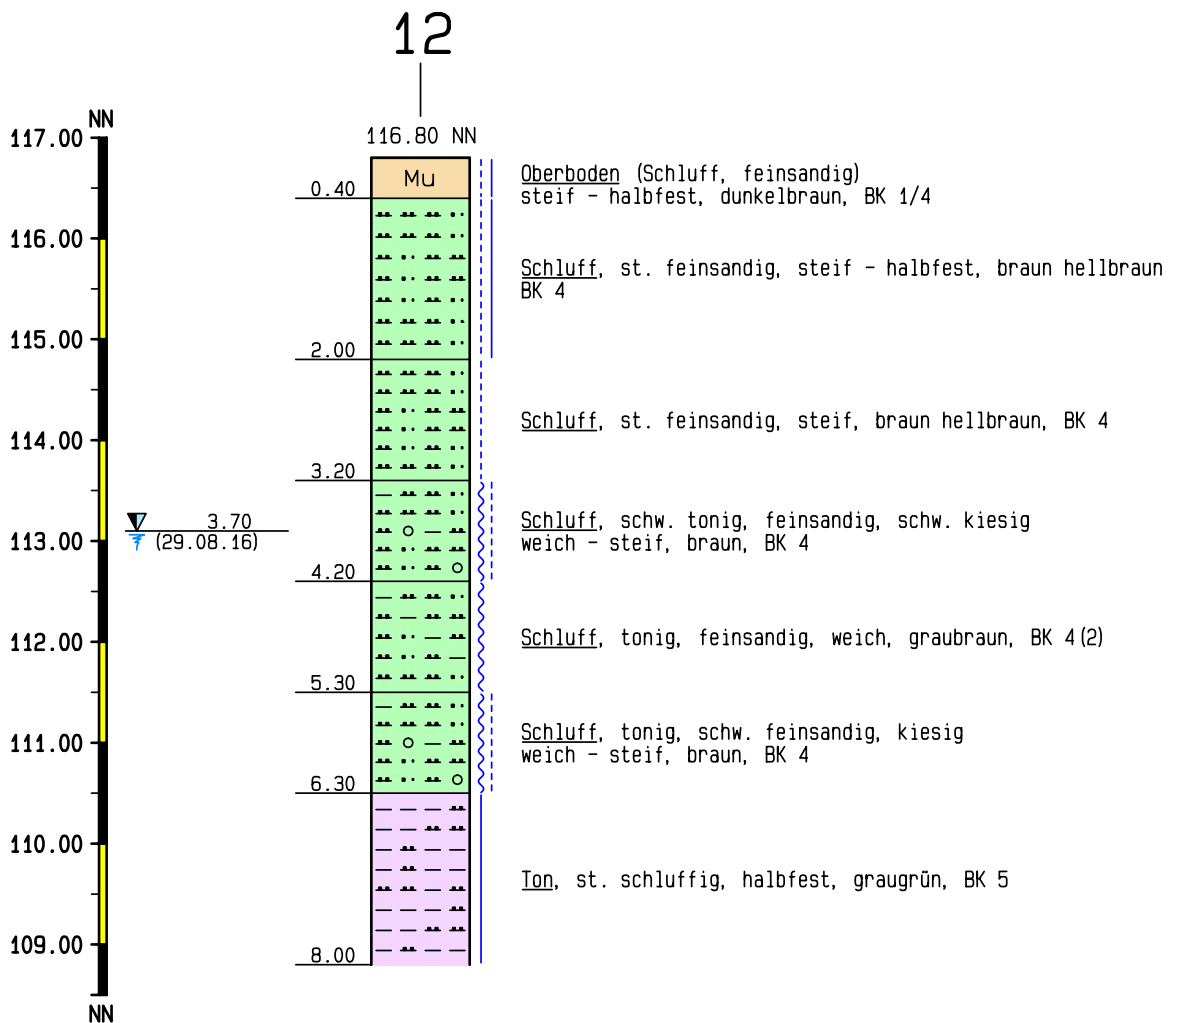 12
NN
117.00
116.80 NN
Mu
0.40
Oberboden (Schluff, feinsandig)
steif – halbfest, dunkelbraun, BK 1/4
116.00
Schluff, st. feinsandig, steif – halbfest, braun hellbraun
BK 4
115.00
2.00
Schluff, st. feinsandig, steif, braun hellbraun, BK 4
114.00
3.20
3.70
(29.08.16)
Schluff, schw. tonig, feinsandig, schw. kiesig
weich – steif, braun, BK 4
113.00
4.20
112.00
Schluff, tonig, feinsandig, weich, graubraun, BK 4(2)
5.30
111.00
Schluff, tonig, schw. feinsandig, kiesig
weich – steif, braun, BK 4
6.30
110.00
Ton, st. schluffig, halbfest, graugrün, BK 5
109.00
8.00
NN